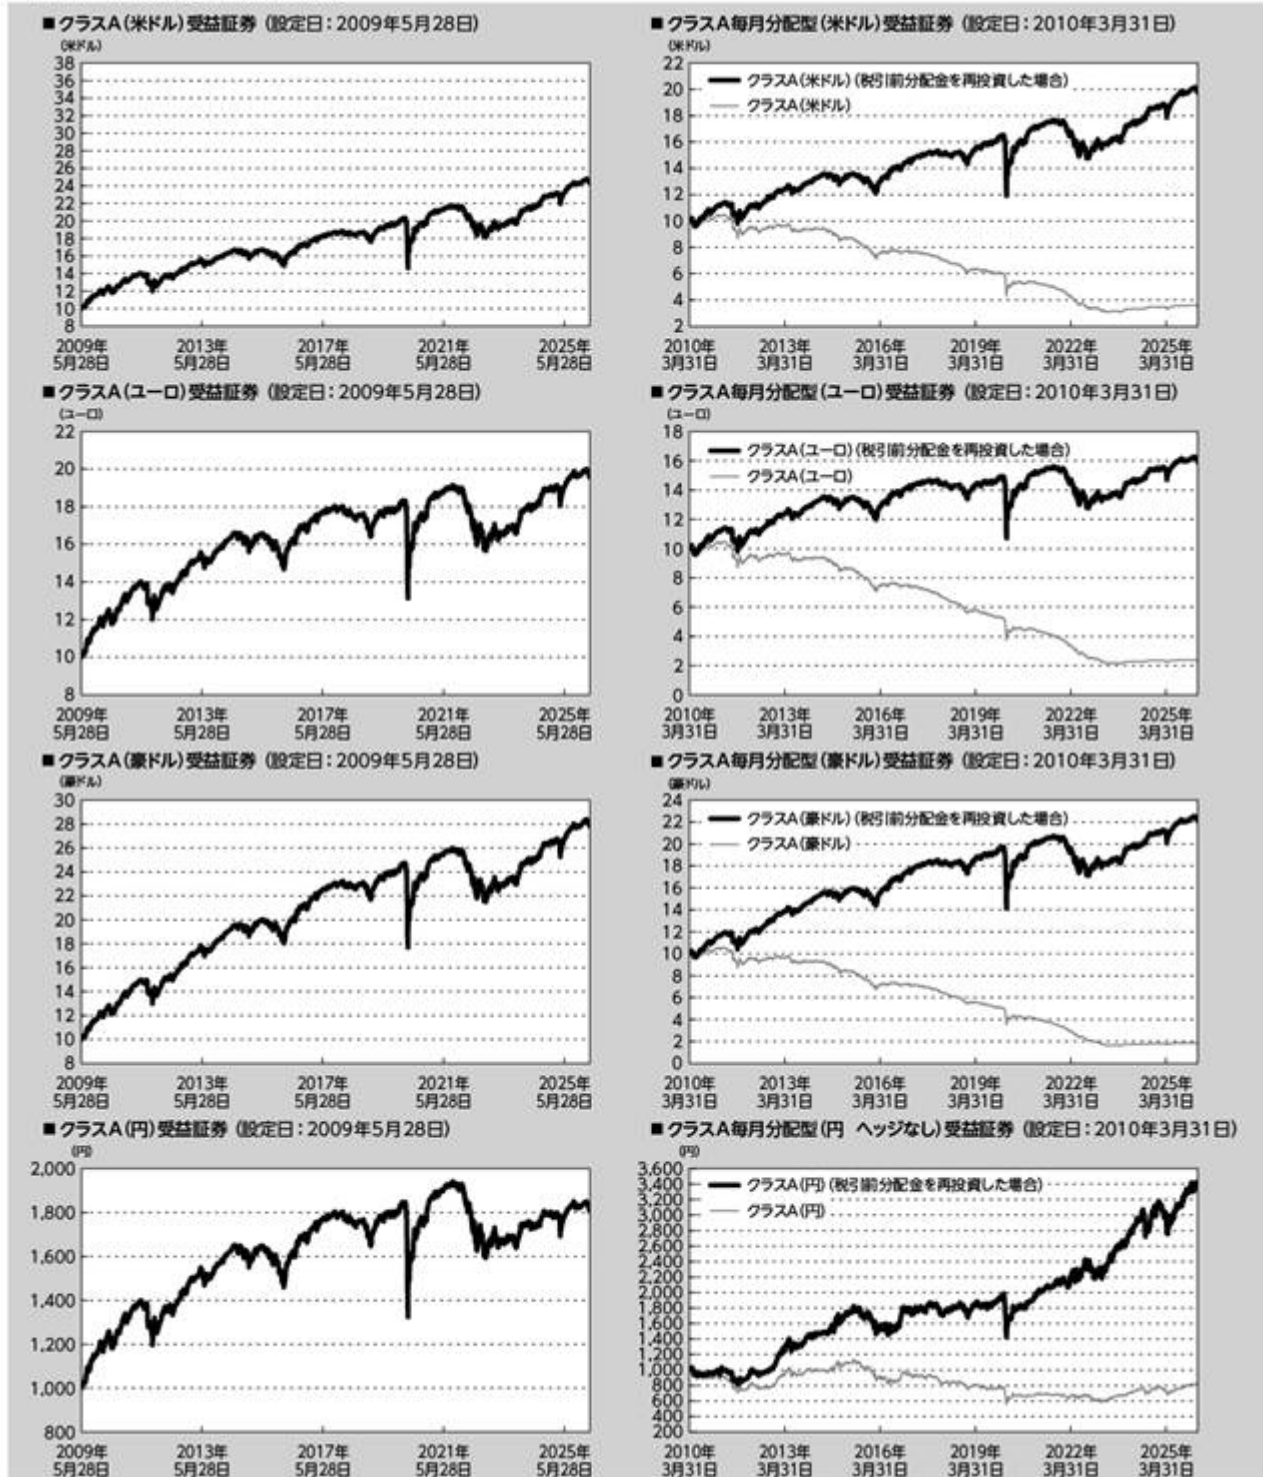 ■クラスA(米ドル)受益証券 (設定日:2009年5月28日)
(米ドル)
38
36
34
32
30
28
26
24
22
20
18
16
14
12
10
8
2009年 2013年 2017年 2021年 2025年
5月28日 5月28日 5月28日 5月28日 5月28日
■クラスA毎月分配型(米ドル)受益証券 (設定日:2010年3月31日)
(米ドル)
クラスA(米ドル)(税引前分配金を再投資した場合)
クラスA(米ドル)
22
20
18
16
14
12
10
8
6
4
2
2010年 2013年 2016年 2019年 2022年 2025年
3月31日 3月31日 3月31日 3月31日 3月31日 3月31日
■クラスA(ユーロ)受益証券 (設定日:2009年5月28日)
(ユーロ)
22
20
18
16
14
12
10
8
2009年 2013年 2017年 2021年 2025年
5月28日 5月28日 5月28日 5月28日 5月28日
■クラスA毎月分配型(ユーロ)受益証券 (設定日:2010年3月31日)
(ユーロ)
クラスA(ユーロ)(税引前分配金を再投資した場合)
クラスA(ユーロ)
18
16
14
12
10
8
6
4
2
0
2010年 2013年 2016年 2019年 2022年 2025年
3月31日 3月31日 3月31日 3月31日 3月31日 3月31日
■クラスA(豪ドル)受益証券 (設定日:2009年5月28日)
(豪ドル)
30
28
26
24
22
20
18
16
14
12
10
8
2009年 2013年 2017年 2021年 2025年
5月28日 5月28日 5月28日 5月28日 5月28日
■クラスA毎月分配型(豪ドル)受益証券 (設定日:2010年3月31日)
(豪ドル)
クラスA(豪ドル)(税引前分配金を再投資した場合)
クラスA(豪ドル)
24
22
20
18
16
14
12
10
8
6
4
2
0
2010年 2013年 2016年 2019年 2022年 2025年
3月31日 3月31日 3月31日 3月31日 3月31日 3月31日
■クラスA(円)受益証券 (設定日:2009年5月28日)
(円)
2,000
1,800
1,600
1,400
1,200
1,000
800
2009年 2013年 2017年 2021年 2025年
5月28日 5月28日 5月28日 5月28日 5月28日
■クラスA毎月分配型(円 ヘッジなし)受益証券 (設定日:2010年3月31日)
(円)
クラスA(円)(税引前分配金を再投資した場合)
クラスA(円)
3,600
3,400
3,200
3,000
2,800
2,600
2,400
2,200
2,000
1,800
1,600
1,400
1,200
1,000
800
600
400
200
2010年 2013年 2016年 2019年 2022年 2025年
3月31日 3月31日 3月31日 3月31日 3月31日 3月31日